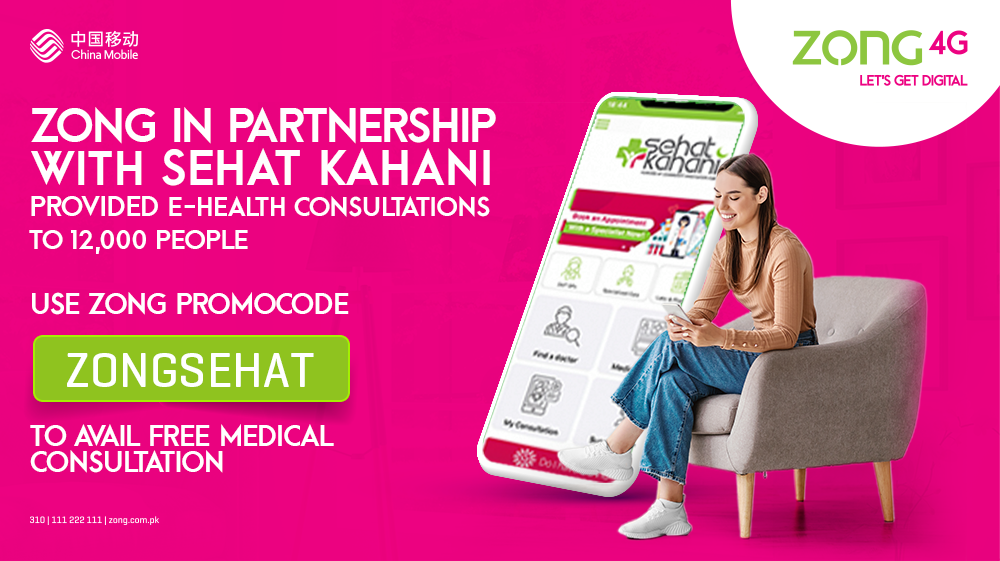 中国移动
China Mobile
ZONG 4G
LET'S GET DIGITAL
ZONG IN PARTNERSHIP
WITH SEHAT KAHANI
PROVIDED E-HEALTH CONSULTATIONS
TO 12,000 PEOPLE
USE ZONG PROMOCODE
ZONGSEHAT
TO AVAIL FREE MEDICAL
CONSULTATION
310 | 111 222 111 | zong.com.pk
sehat
kahani
Book an Appointment
With a Specialist Now!
Find a doctor
My Consultation